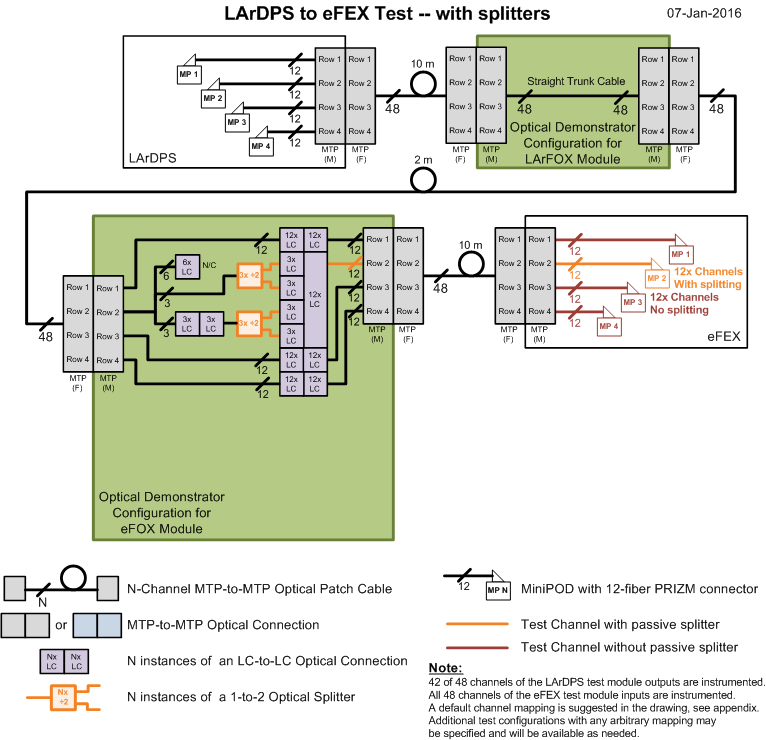 LArDPS to eFEX Test -- with splitters
07-Jan-2016
MP 1
MP 2
MP 3
MP 4
12
12
12
12
Row 1
Row 2
Row 3
Row 4
Row 1
Row 2
Row 3
Row 4
MTP
(M)
MTP
(F)
LArDPS
48
10 m
Row 1
Row 2
Row 3
Row 4
Row 1
Row 2
Row 3
Row 4
MTP
(F)
MTP
(M)
Straight Trunk Cable
48
48
Optical Demonstrator
Configuration for
LArFOX Module
Row 1
Row 2
Row 3
Row 4
Row 1
Row 2
Row 3
Row 4
MTP
(M)
MTP
(F)
48
2 m
48
Row 1
Row 2
Row 3
Row 4
Row 1
Row 2
Row 3
Row 4
MTP
(F)
MTP
(M)
12
6
3
3
12
12
6x
LC
N/C
3x
LC
3x
LC
3x ÷2
3x ÷2
12x
LC
12x
LC
3x
LC
3x
LC
3x
LC
3x
LC
12x
LC
12x
LC
12x
LC
12x
LC
12x
LC
12
12
12
12
Row 1
Row 2
Row 3
Row 4
Row 1
Row 2
Row 3
Row 4
MTP
(M)
MTP
(F)
Optical Demonstrator
Configuration for
eFOX Module
48
10 m
Row 1
Row 2
Row 3
Row 4
Row 1
Row 2
Row 3
Row 4
MTP
(F)
MTP
(M)
12
12
12
12
MP 1
MP 2
MP 3
MP 4
12x Channels
With splitting
12x Channels
No splitting
eFEX
N
N-Channel MTP-to-MTP Optical Patch Cable
or
MTP-to-MTP Optical Connection
Nx
LC
Nx
LC
N instances of an LC-to-LC Optical Connection
Nx
÷2
N instances of a 1-to-2 Optical Splitter
12
MP N
MiniPOD with 12-fiber PRIZM connector
Test Channel with passive splitter
Test Channel without passive splitter
Note:
42 of 48 channels of the LArDPS test module outputs are instrumented.
All 48 channels of the eFEX test module inputs are instrumented.
A default channel mapping is suggested in the drawing, see appendix.
Additional test configurations with any arbitrary mapping may
be specified and will be available as needed.